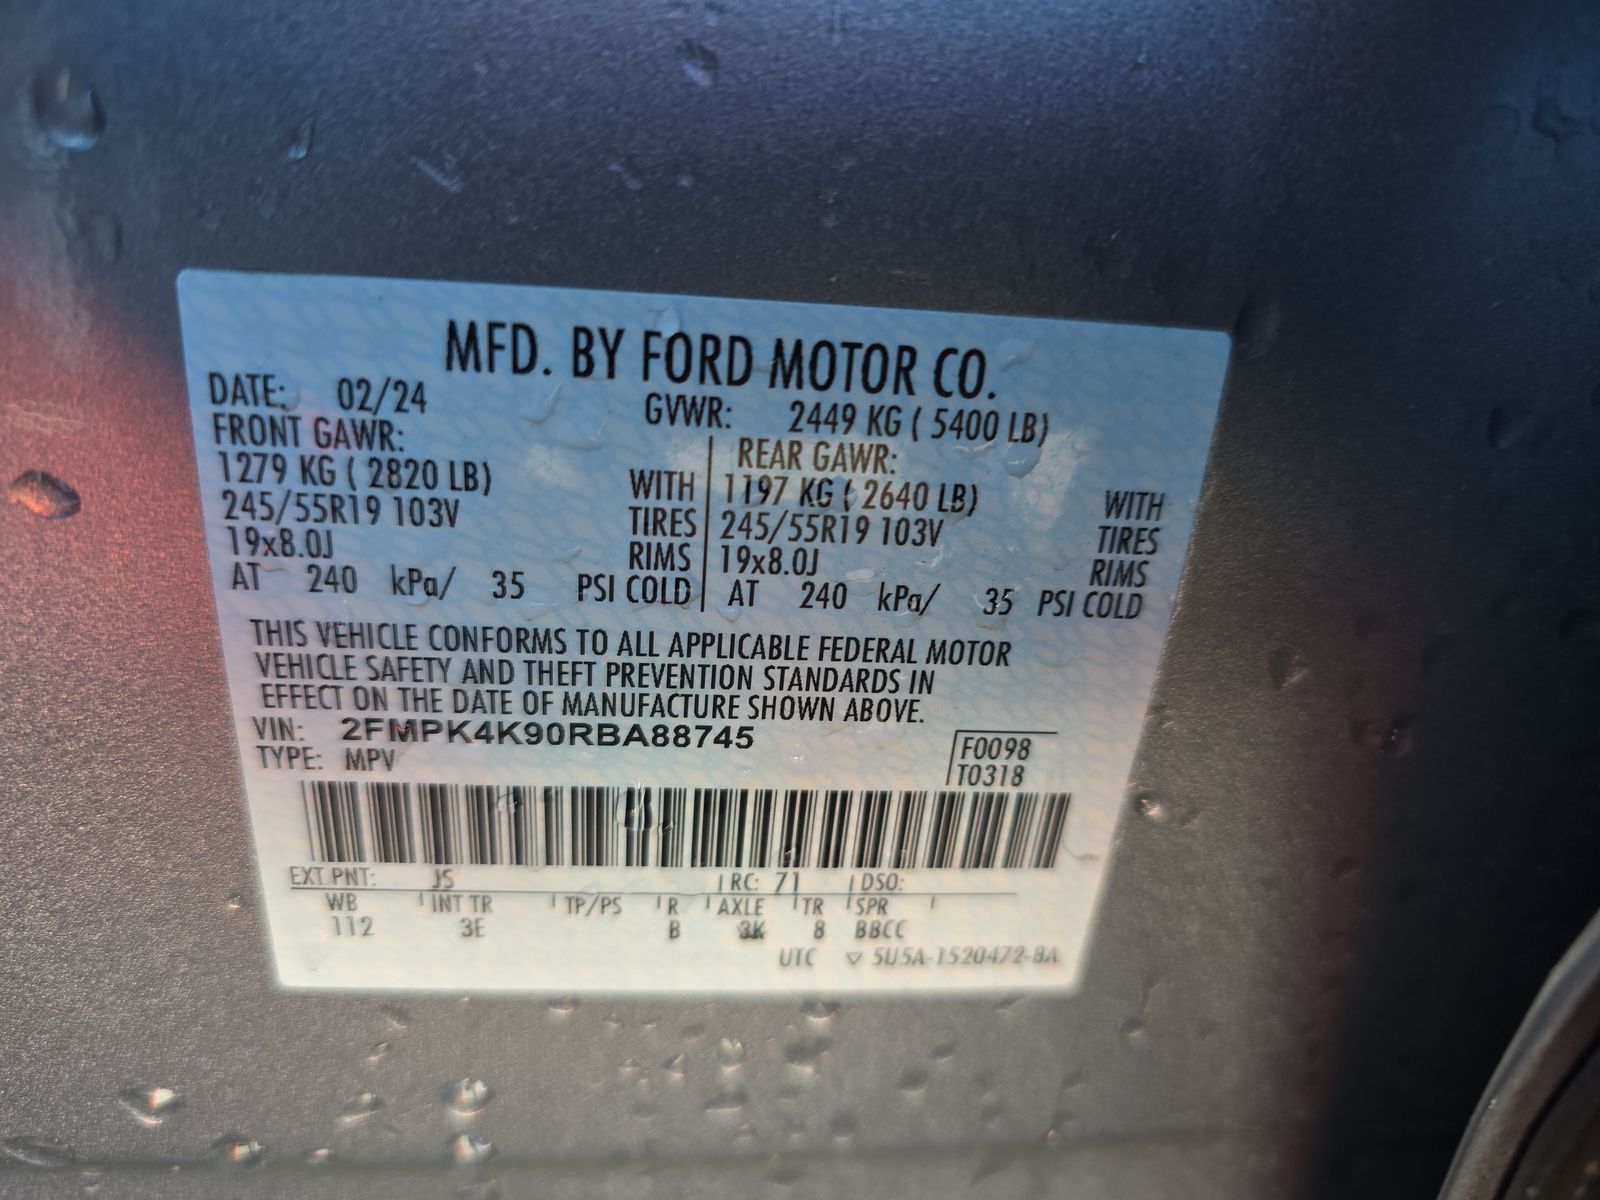 MFD. BY FORD MOTOR CO.
DATE: 02/24 GVWR: 2449 KG ( 5400 LB)
FRONT GAWR: REAR GAWR:
1279 KG ( 2820 LB) WITH 1197 KG ( 2640 LB) WITH
245/55R19 103V TIRES 245/55R19 103V TIRES
19x8.0J RIMS 19x8.0J RIMS
AT 240 kPa/ 35 PSI COLD AT 240 kPa/ 35 PSI COLD
THIS VEHICLE CONFORMS TO ALL APPLICABLE FEDERAL MOTOR
VEHICLE SAFETY AND THEFT PREVENTION STANDARDS IN
EFFECT ON THE DATE OF MANUFACTURE SHOWN ABOVE.
VIN: 2FMPK4K90RBA88745
TYPE: MPV
F0098
T0318
EXT PNT: JS RC: 71 DSO:
WB INT TR TP/PS R AXLE TR SPR
112 3E B 3K 8 BBCC
UTC ▽ 5U5A-1520472-BA